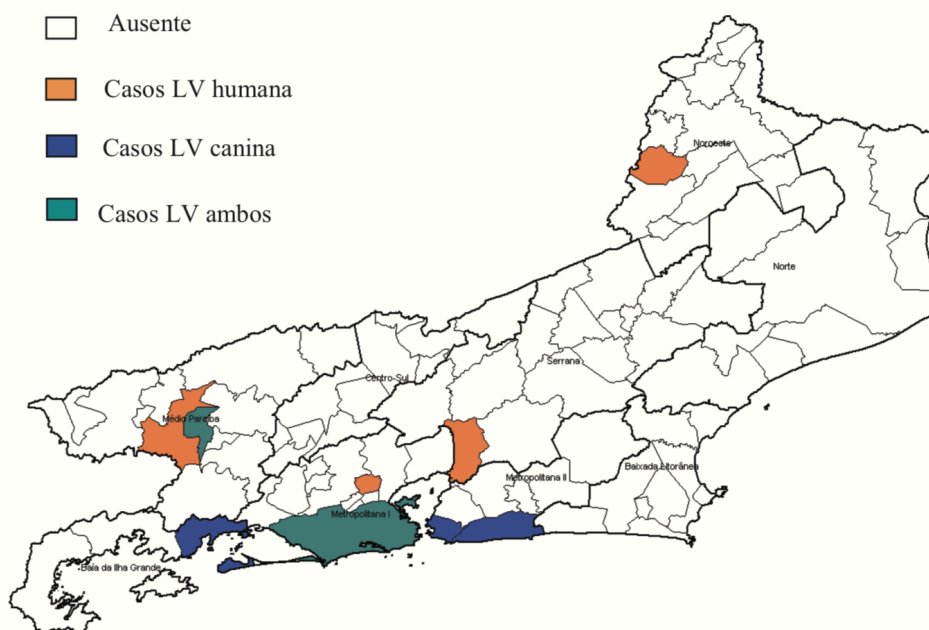 Ausente
Casos LV humana
Casos LV canina
Casos LV ambos
Noroeste
Norte
Serrana
Centro-Sul
Médio Paraíba
Baixada Litorânea
Metropolitana II
Metropolitana I
Baía da Ilha Grande